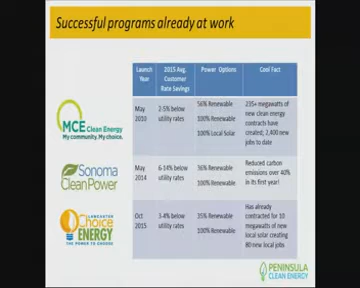 Successful programs already at work
Launch Year
2015 Avg. Customer Rate Savings
Power Options
Cool Fact
MCE Clean Energy
My community. My choice.
May 2010
2-5% below utility rates
56% Renewable
100% Renewable
100% Local Solar
235+ megawatts of new clean energy contracts have created, 2,400 new jobs to date
Sonoma
Clean Power
May 2014
6-14% below utility rates
36% Renewable
100% Renewable
Reduced carbon emissions over 40% in its first year!
LANCASTER
Choice
ENERGY
THE POWER TO CHOOSE
Oct 2015
3-4% below utility rates
35% Renewable
100% Renewable
Has already contracted for 10 megawatts of new local solar creating 80 new local jobs
PENINSULA
CLEAN ENERGY